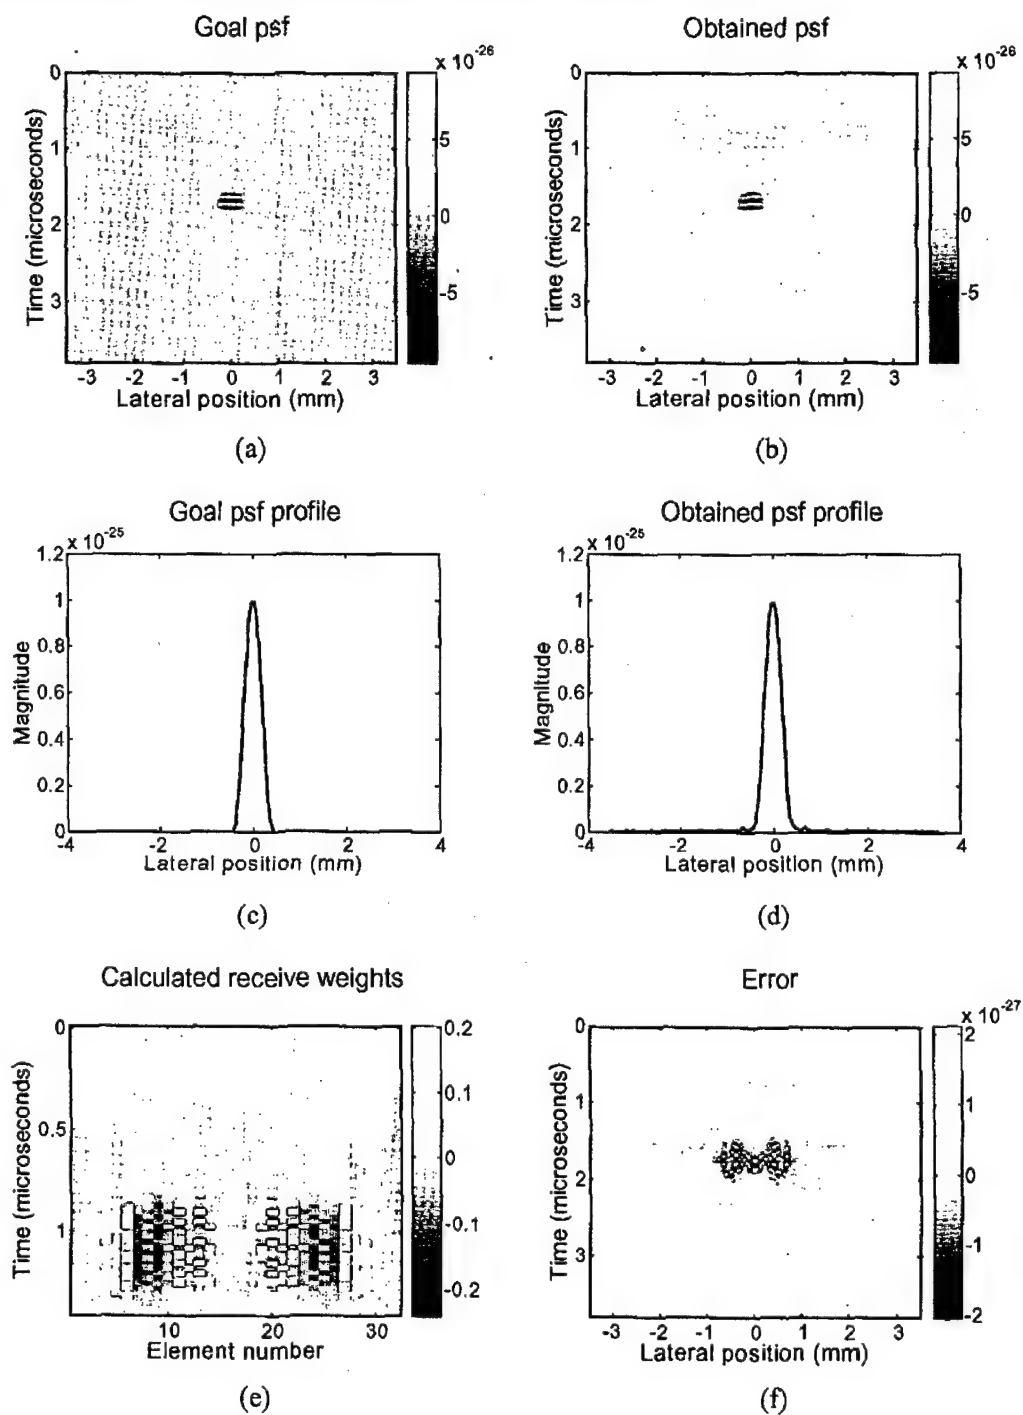 Goal psf
x 10^-26
0
1
2
3
5
0
-5
-3 -2 -1 0 1 2 3
Time (microseconds)
Lateral position (mm)
(a)
Obtained psf
x 10^-26
0
1
2
3
5
0
-5
-3 -2 -1 0 1 2 3
Time (microseconds)
Lateral position (mm)
(b)
Goal psf profile
x 10^-25
1.2
1
0.8
0.6
0.4
0.2
0
-4 -2 0 2 4
Magnitude
Lateral position (mm)
(c)
Obtained psf profile
x 10^-25
1.2
1
0.8
0.6
0.4
0.2
0
-4 -2 0 2 4
Magnitude
Lateral position (mm)
(d)
Calculated receive weights
0
0.5
1
0.2
0.1
0
-0.1
-0.2
10 20 30
Time (microseconds)
Element number
(e)
Error
x 10^-27
0
1
2
3
2
1
0
-1
-2
-3 -2 -1 0 1 2 3
Time (microseconds)
Lateral position (mm)
(f)